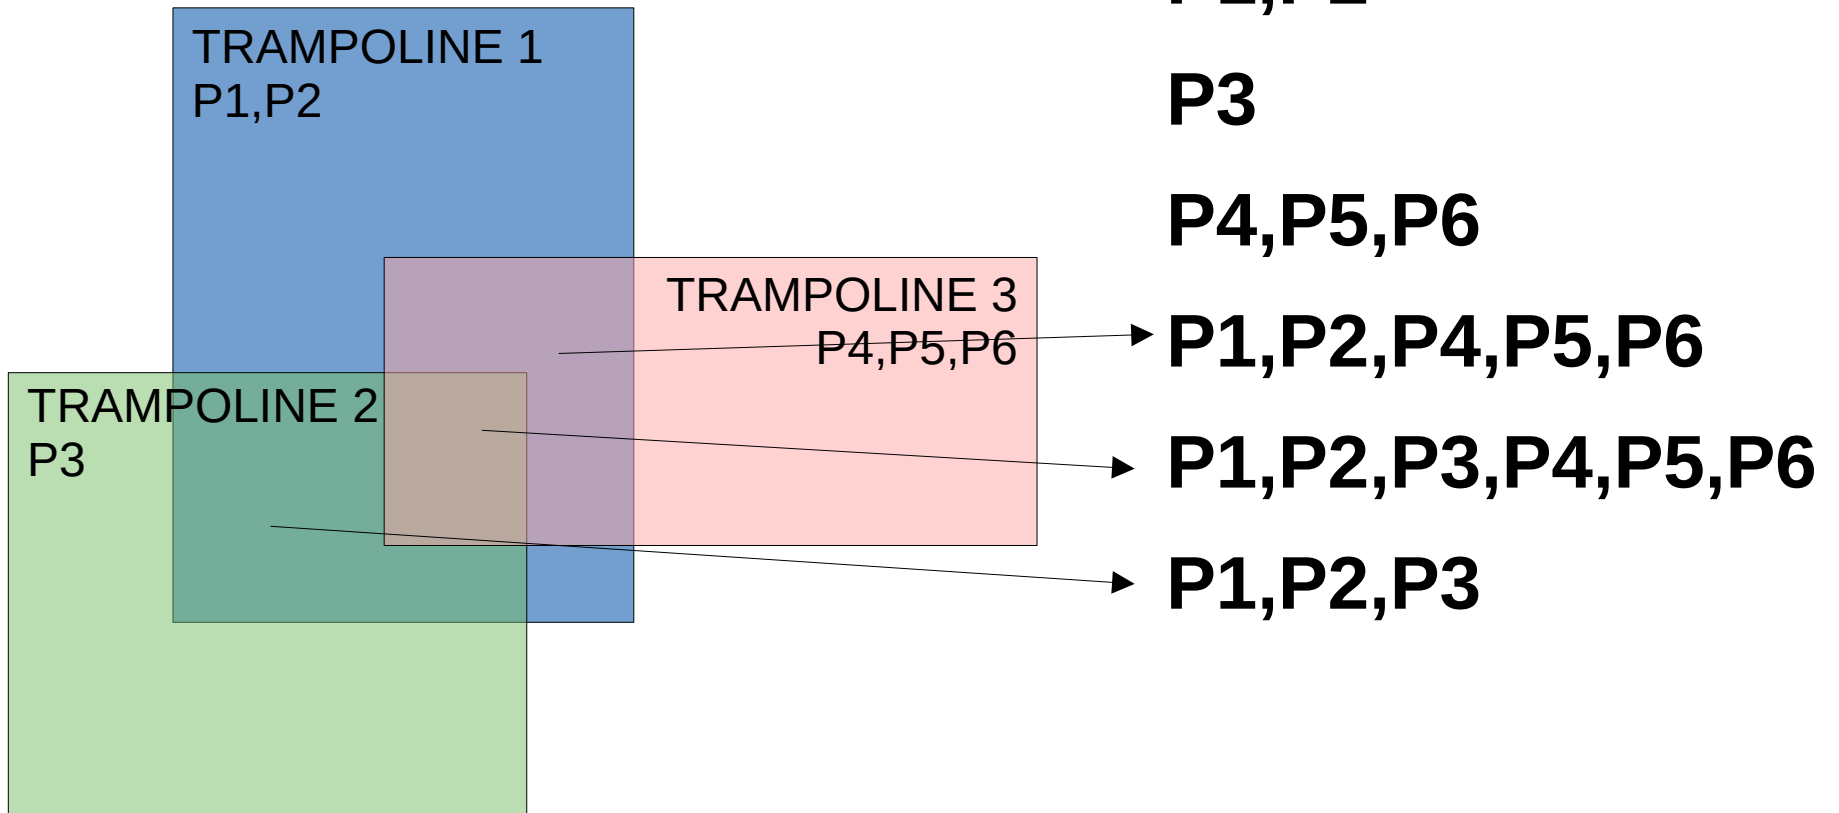 TRAMPOLINE 1
P1,P2
TRAMPOLINE 3
P4,P5,P6
TRAMPOLINE 2
P3
P3
P4,P5,P6
P1,P2,P4,P5,P6
P1,P2,P3,P4,P5,P6
P1,P2,P3